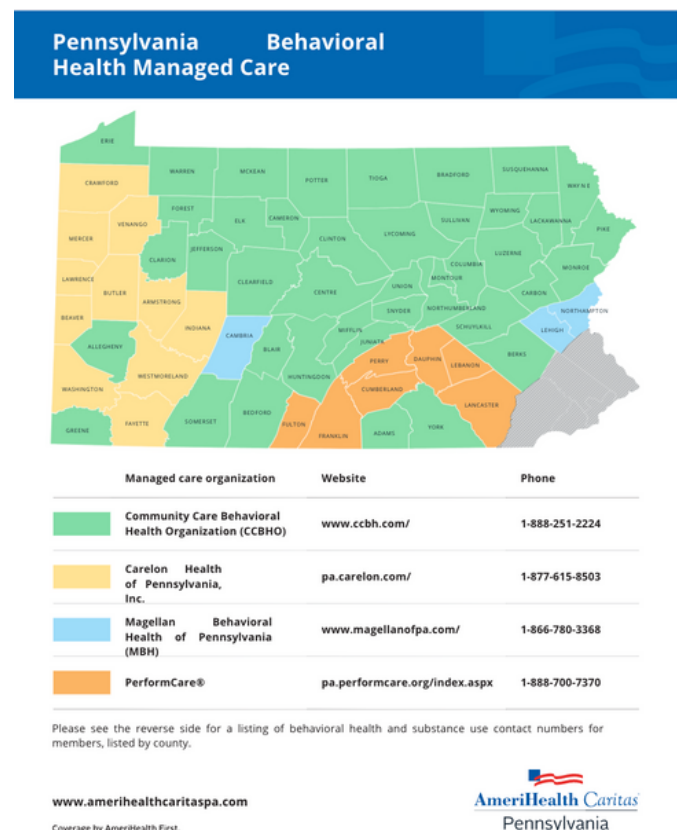 Pennsylvania Behavioral
Health Managed Care
ERIE
CRAWFORD
WARREN
MCKEAN
POTTER
TIOGA
BRADFORD
SUSQUEHANNA
WAYNE
FOREST
VENANGO
ELK
CAMERON
SULLIVAN
WYOMING
LACKAWANNA
PIKE
MERCER
CLARION
JEFFERSON
CLINTON
LYCOMING
LUZERNE
COLUMBIA
MONROE
LAWRENCE
BUTLER
ARMSTRONG
CLEARFIELD
CENTRE
UNION
MONTOUR
CARBON
BEAVER
INDIANA
SNYDER
NORTHUMBERLAND
NORTHAMPTON
ALLEGHENY
CAMBRIA
BLAIR
MIFFLIN
JUNIATA
SCHUYLKILL
LEHIGH
WESTMORELAND
HUNTINGDON
PERRY
DAUPHIN
LEBANON
BERKS
WASHINGTON
CUMBERLAND
LANCASTER
GREENE
FAYETTE
SOMERSET
BEDFORD
FULTON
FRANKLIN
ADAMS
YORK
Managed care organization Website Phone
Community Care Behavioral
Health Organization (CCBHO) www.ccbh.com/ 1-888-251-2224
Carelon Health
of Pennsylvania,
Inc. pa.carelon.com/ 1-877-615-8503
Magellan Behavioral
Health of Pennsylvania
(MBH) www.magellanofpa.com/ 1-866-780-3368
PerformCare® pa.performcare.org/index.aspx 1-888-700-7370
Please see the reverse side for a listing of behavioral health and substance use contact numbers for
members, listed by county.
www.amerihealthcaritaspa.com
AmeriHealth Caritas
Pennsylvania
Coverage by AmeriHealth First.